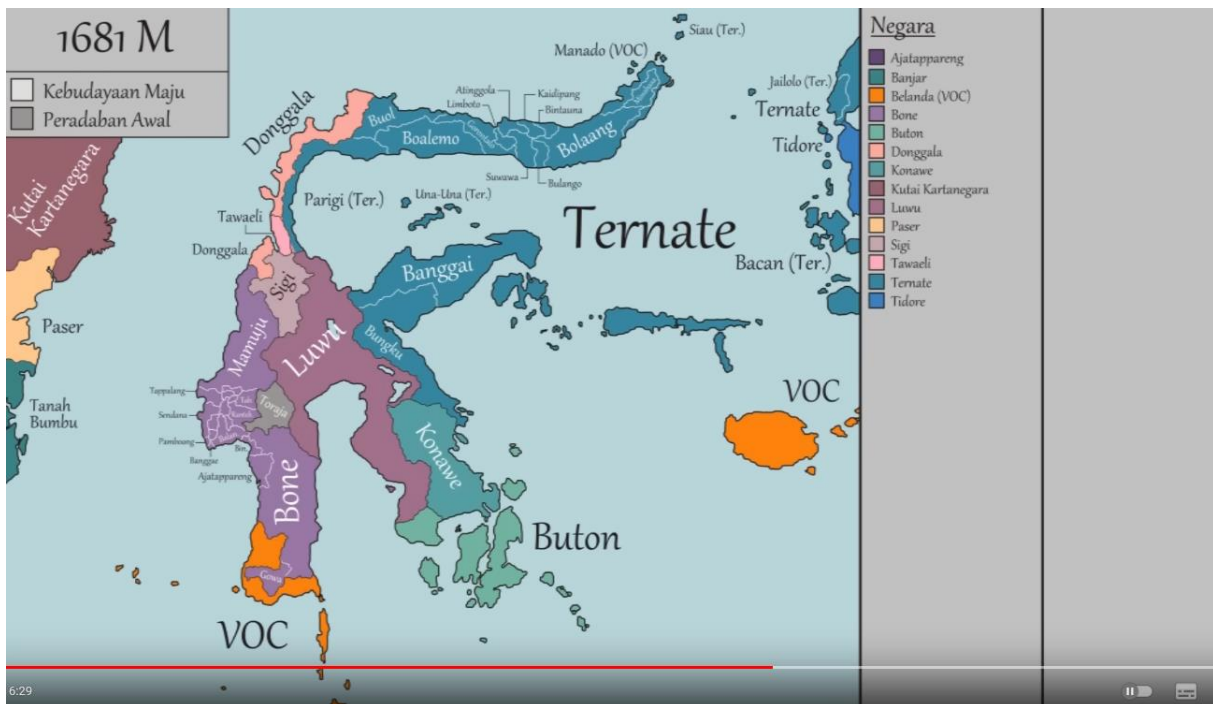 1681 M
Kebudayaan Maju
Peradaban Awal
Negara
Ajatappareng
Banjar
Belanda (VOC)
Bone
Buton
Donggala
Konawe
Kutai Kartanegara
Luwu
Paser
Sigi
Tawaeli
Ternate
Tidore
Siau (Ter.)
Manado (VOC)
Jailolo (Ter.)
Ternate
Tidore
Bacan (Ter.)
Donggala
Buol
Boalemo
Atinggola
Limboto
Kaidipang
Bintauna
Bolaang
Suwawa
Bulango
Kutai
Kartanegara
Parigi (Ter.)
Una-Una (Ter.)
Tawaeli
Donggala
Ternate
Sigi
Banggai
Paser
Mamuju
Luwu
Bungku
Tappalang
Sendana
Pamboang
Banggae
Bin.
Toraja
Ajatappareng
Tanah
Bumbu
VOC
Konawe
Bone
Buton
Gowa
VOC
6:29